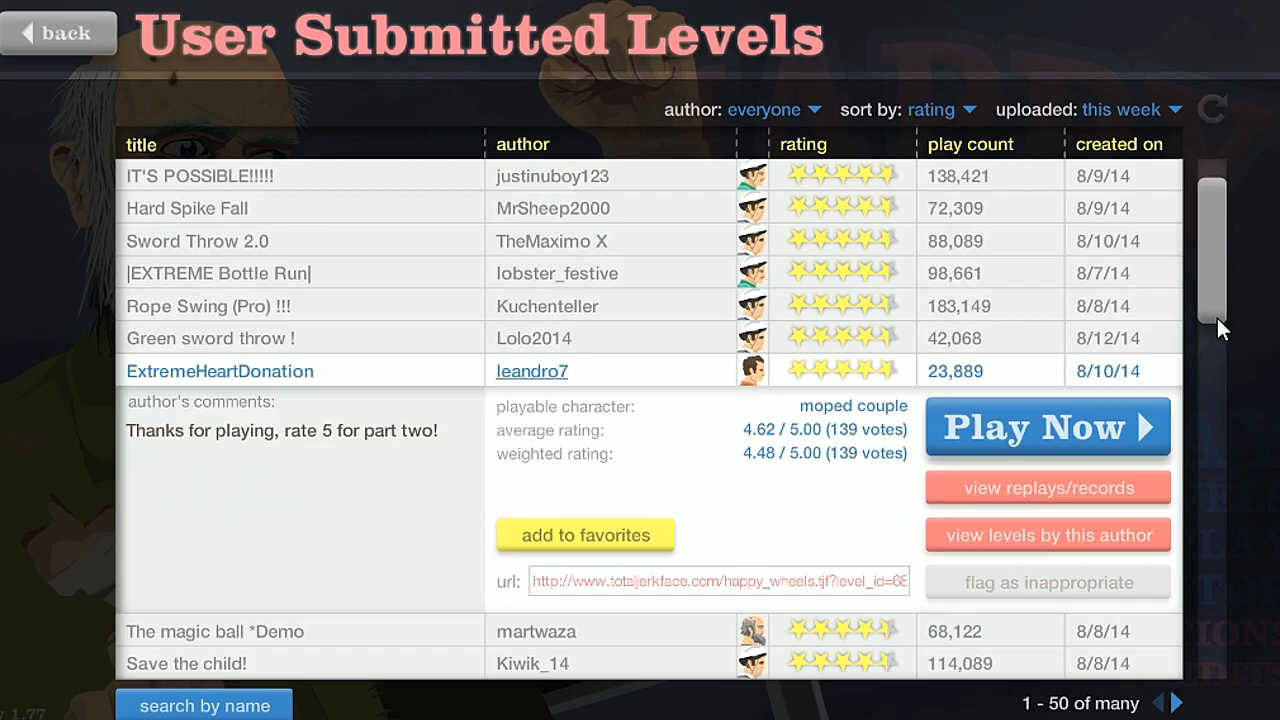 back
User Submitted Levels
author: everyone sort by: rating uploaded: this week
title author rating play count created on
IT'S POSSIBLE!!!!! justinuboy123 138,421 8/9/14
Hard Spike Fall MrSheep2000 72,309 8/9/14
Sword Throw 2.0 TheMaximo X 88,089 8/10/14
|EXTREME Bottle Run| lobster_festive 98,661 8/7/14
Rope Swing (Pro) !!! Kuchenteller 183,149 8/8/14
Green sword throw ! Lolo2014 42,068 8/12/14
ExtremeHeartDonation leandro7 23,889 8/10/14
author's comments:
Thanks for playing, rate 5 for part two!
playable character: moped couple
average rating: 4.62 / 5.00 (139 votes)
weighted rating: 4.48 / 5.00 (139 votes)
Play Now
view replays/records
add to favorites
view levels by this author
url: http://www.totaljerkface.com/happy_wheels.tjf?level_id=68
flag as inappropriate
The magic ball *Demo martwaza 68,122 8/8/14
Save the child! Kiwik_14 114,089 8/8/14
search by name
1 - 50 of many
1.77